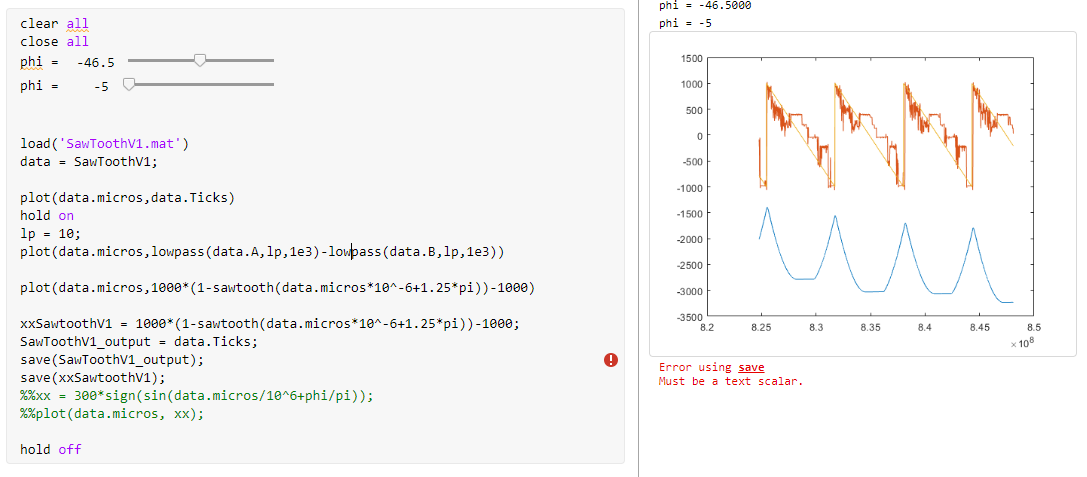 clear all
close all
phi = -46.5
phi = -5
load('SawToothV1.mat')
data = SawToothV1;
plot(data.micros,data.Ticks)
hold on
lp = 10;
plot(data.micros,lowpass(data.A,lp,1e3)-lowpass(data.B,lp,1e3))
plot(data.micros,1000*(1-sawtooth(data.micros*10^-6+1.25*pi))-1000)
xxSawtoothV1 = 1000*(1-sawtooth(data.micros*10^-6+1.25*pi))-1000;
SawToothV1_output = data.Ticks;
save(SawToothV1_output);
save(xxSawtoothV1);
%%xx = 300*sign(sin(data.micros/10^6+phi/pi));
%%plot(data.micros, xx);
hold off
phi = -46.5000
phi = -5
1500
1000
500
0
-500
-1000
-1500
-2000
-2500
-3000
-3500
8.2 8.25 8.3 8.35 8.4 8.45 8.5
× 10^8
Error using save
Must be a text scalar.